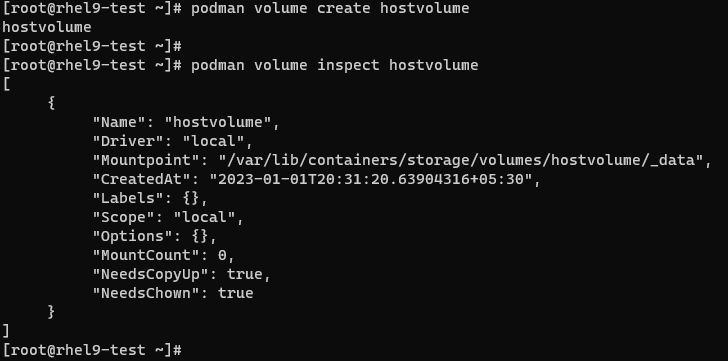 [root@rhel9-test ~]# podman volume create hostvolume
hostvolume
[root@rhel9-test ~]#
[root@rhel9-test ~]# podman volume inspect hostvolume
[
     {
          "Name": "hostvolume",
          "Driver": "local",
          "Mountpoint": "/var/lib/containers/storage/volumes/hostvolume/_data",
          "CreatedAt": "2023-01-01T20:31:20.63904316+05:30",
          "Labels": {},
          "Scope": "local",
          "Options": {},
          "MountCount": 0,
          "NeedsCopyUp": true,
          "NeedsChown": true
     }
]
[root@rhel9-test ~]#